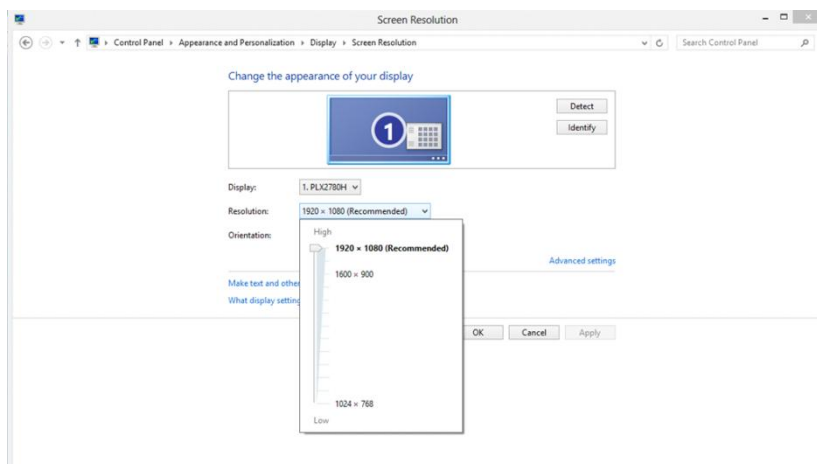 Screen Resolution
Control Panel Appearance and Personalization Display Screen Resolution
Search Control Panel
Change the appearance of your display
1
Detect
Identify
Display: 1. PLX2780H
Resolution: 1920 × 1080 (Recommended)
Orientation:
High
1920 × 1080 (Recommended)
1600 × 900
1024 × 768
Low
Advanced settings
Make text and other
What display setting
OK Cancel Apply